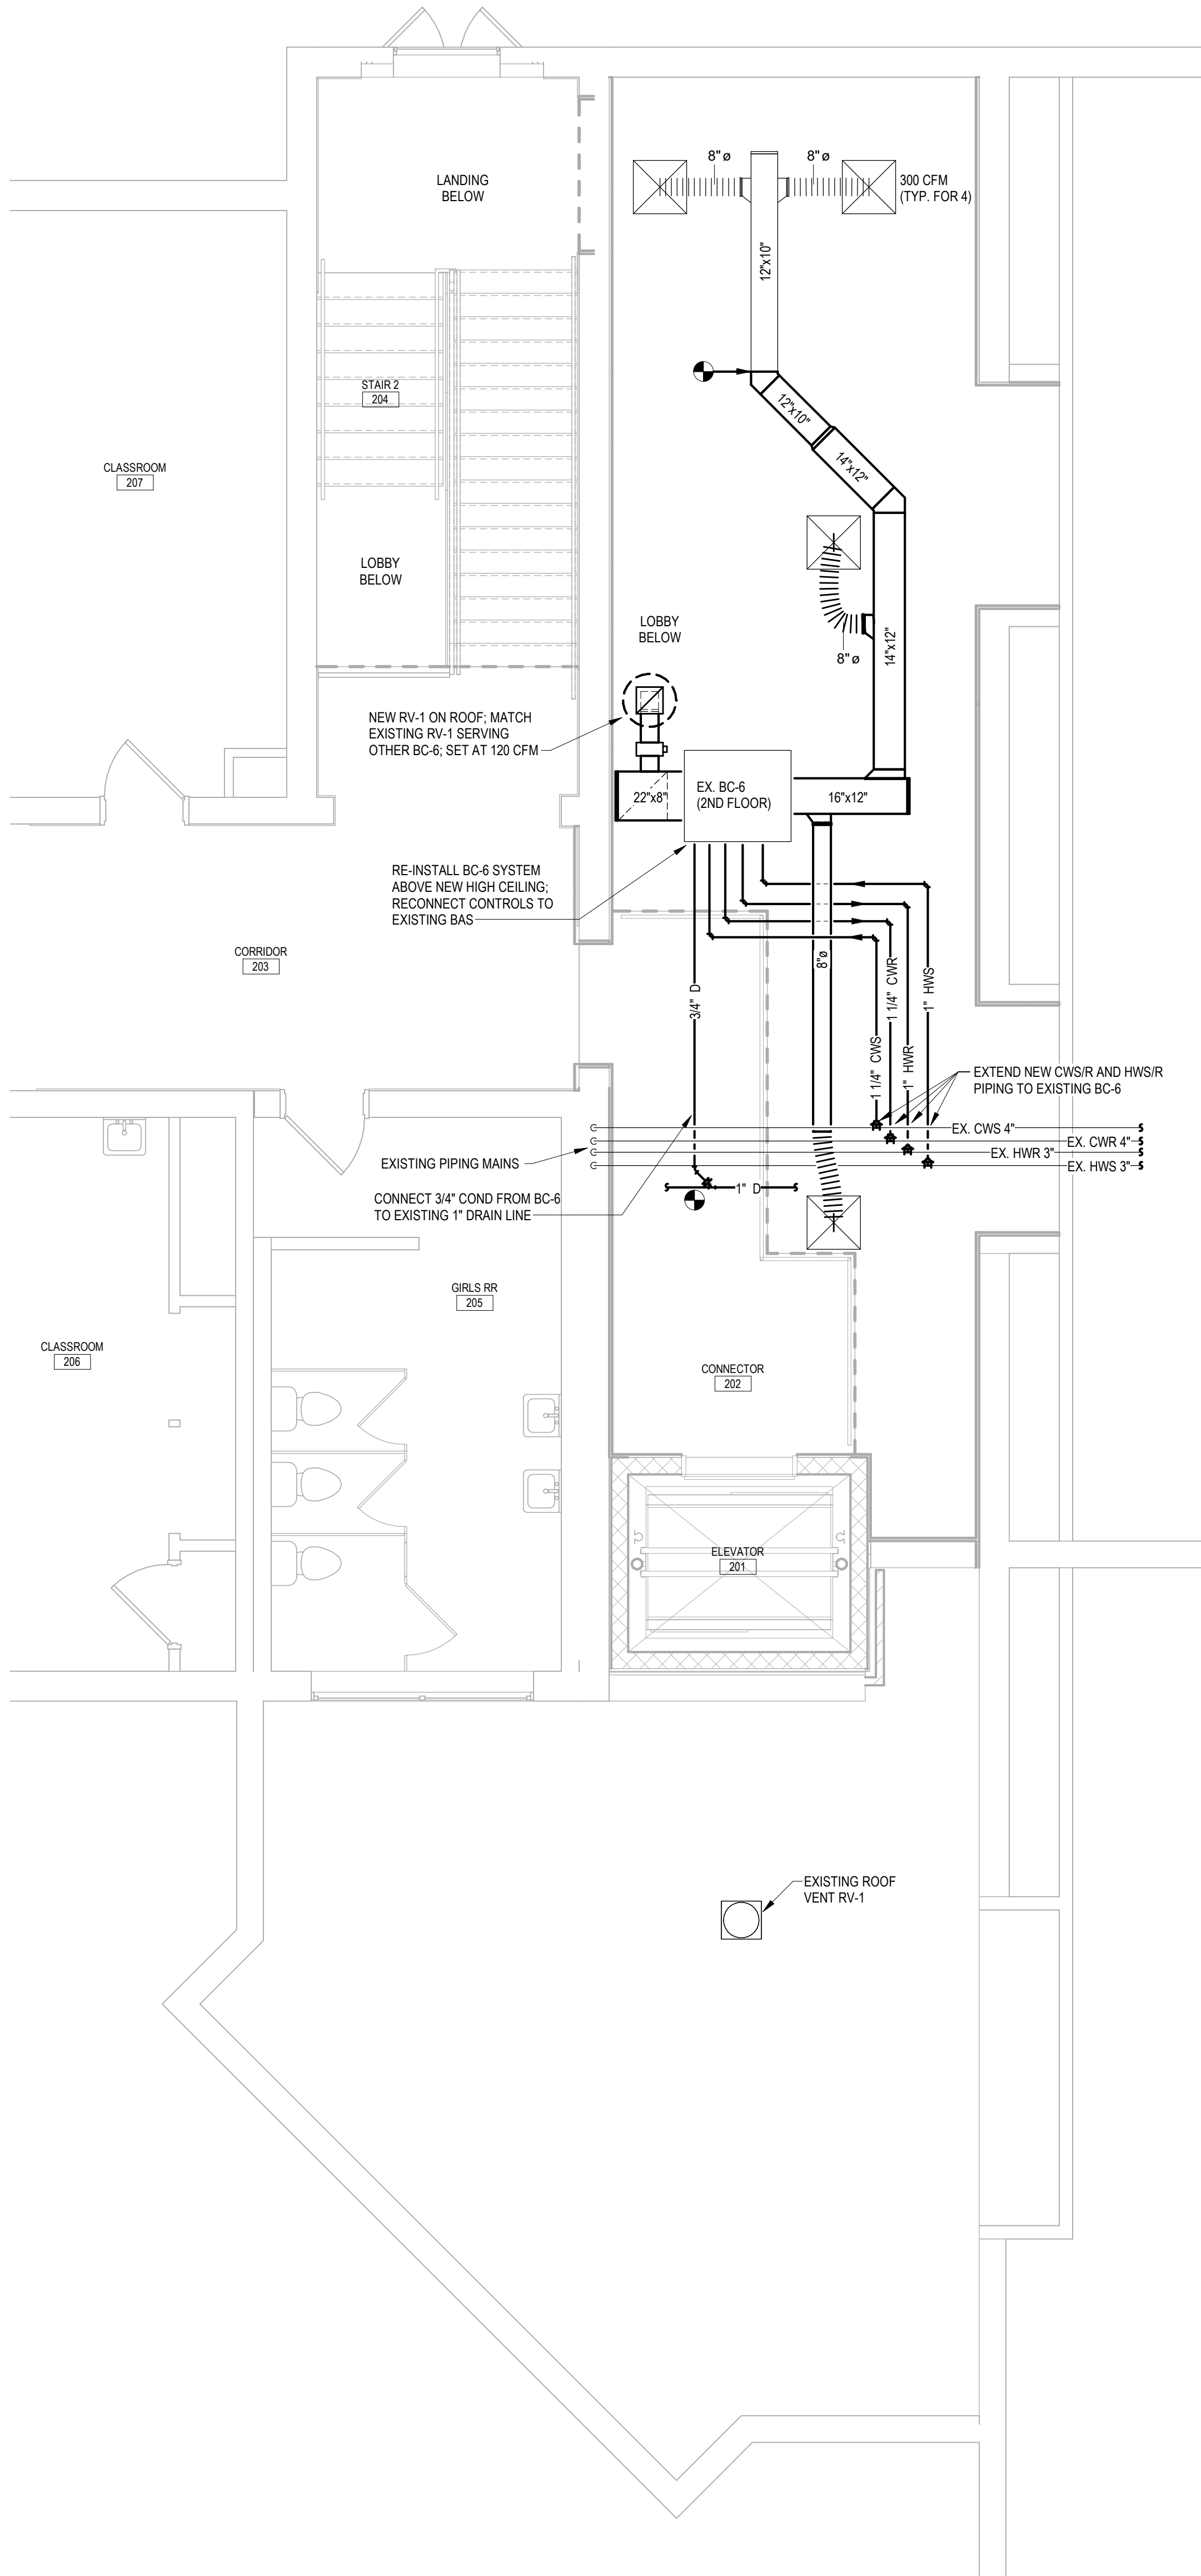 8"ø
8"ø
LANDING
BELOW
300 CFM
(TYP. FOR 4)
12"x10"
STAIR 2
204
12"x10"
14"x12"
CLASSROOM
207
LOBBY
BELOW
LOBBY
BELOW
14"x12"
8"ø
NEW RV-1 ON ROOF; MATCH
EXISTING RV-1 SERVING
OTHER BC-6; SET AT 120 CFM
22"x8"
EX. BC-6
(2ND FLOOR)
16"x12"
RE-INSTALL BC-6 SYSTEM
ABOVE NEW HIGH CEILING;
RECONNECT CONTROLS TO
EXISTING BAS
CORRIDOR
203
3/4" D
8"ø
1 1/4" CWS
1 1/4" CWR
1" HWR
1" HWS
EXTEND NEW CWS/R AND HWS/R
PIPING TO EXISTING BC-6
EX. CWS 4"
EX. CWR 4"
EX. HWR 3"
EX. HWS 3"
EXISTING PIPING MAINS
CONNECT 3/4" COND FROM BC-6
TO EXISTING 1" DRAIN LINE
1" D
GIRLS RR
205
CLASSROOM
206
CONNECTOR
202
ELEVATOR
201
EXISTING ROOF
VENT RV-1